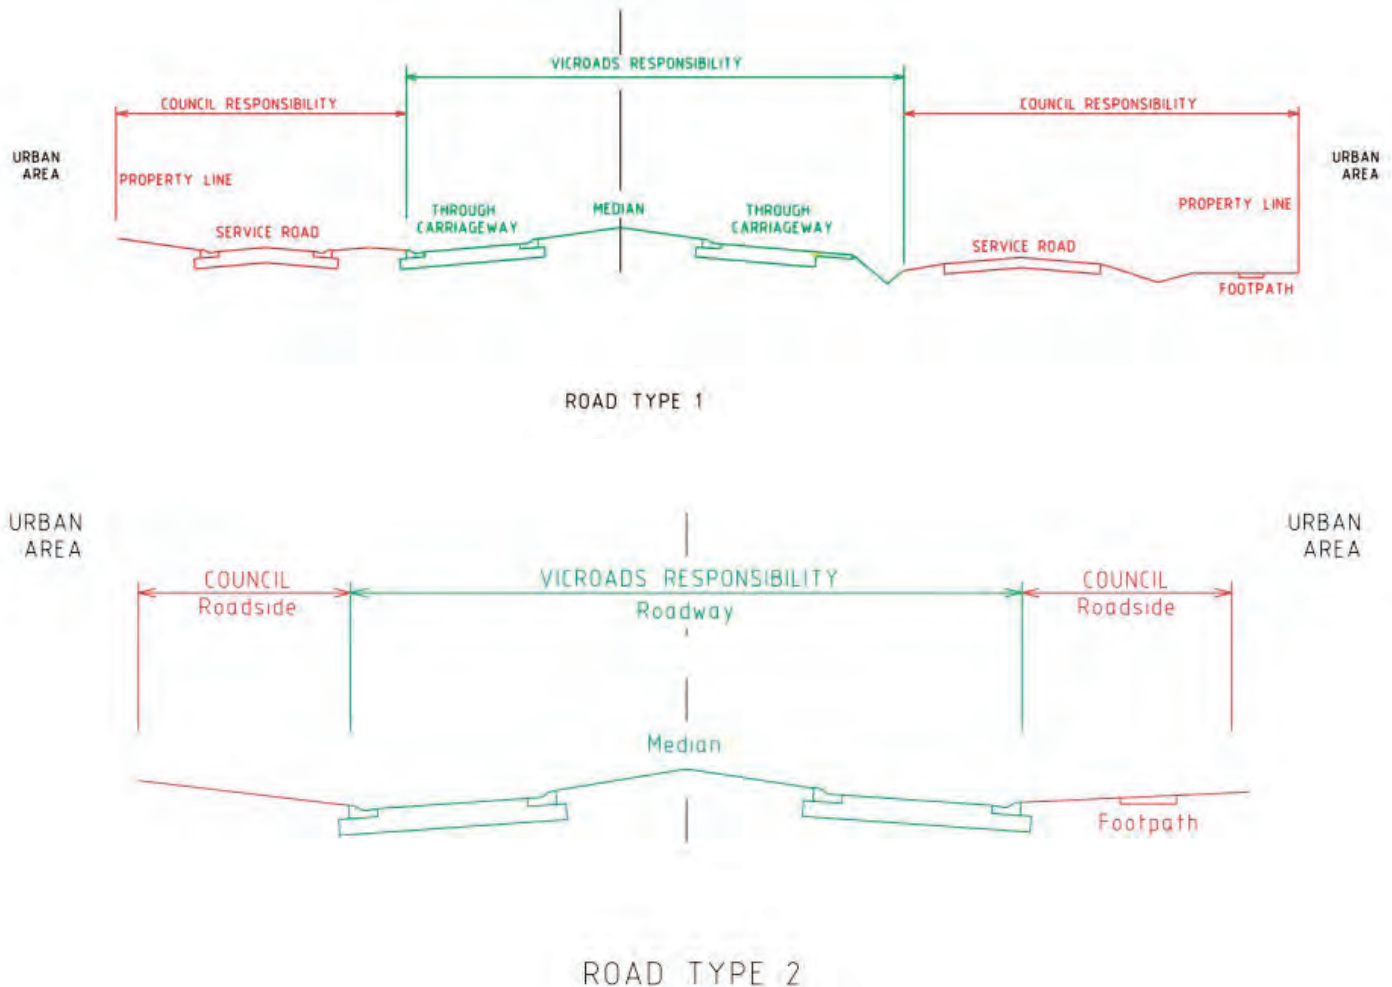 VICROADS RESPONSIBILITY
COUNCIL RESPONSIBILITY
COUNCIL RESPONSIBILITY
URBAN
AREA
URBAN
AREA
PROPERTY LINE
PROPERTY LINE
SERVICE ROAD
THROUGH
CARRIAGEWAY
MEDIAN
THROUGH
CARRIAGEWAY
SERVICE ROAD
FOOTPATH
ROAD TYPE 1
URBAN
AREA
URBAN
AREA
COUNCIL
Roadside
VICROADS RESPONSIBILITY
Roadway
COUNCIL
Roadside
Median
Footpath
ROAD TYPE 2